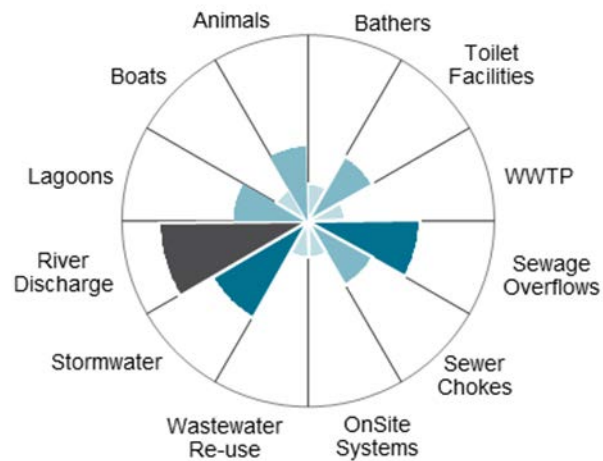 Animals
Bathers
Toilet
Facilities
WWTP
Sewage
Overflows
Sewer
Chokes
OnSite
Systems
Wastewater
Re-use
Stormwater
River
Discharge
Lagoons
Boats